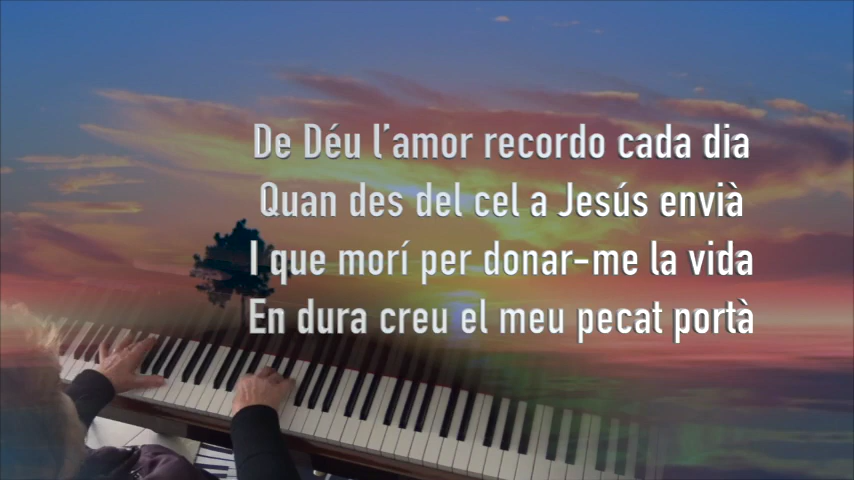 De Déu l'amor recordo cada dia
Quan des del cel a Jesús envià
I que morí per donar-me la vida
En dura creu el meu pecat portà